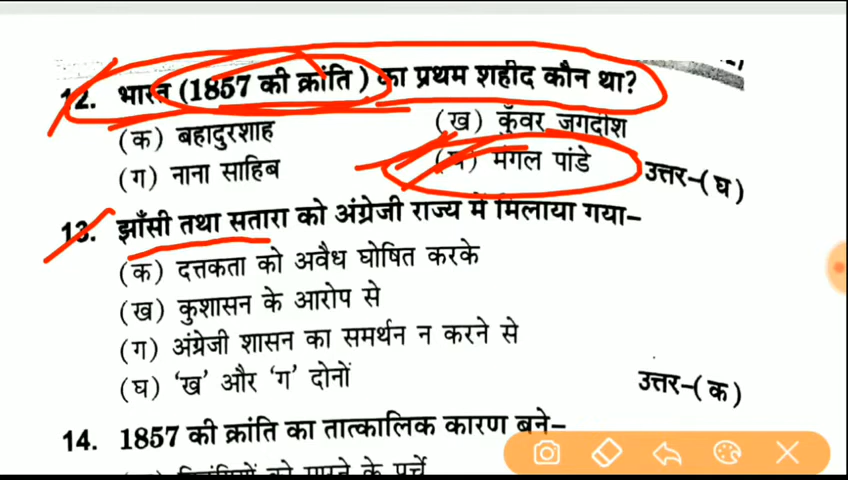 12. भारत (1857 की क्रांति ) का प्रथम शहीद कौन था?
(क) बहादुरशाह (ख) कुँवर जगदीश
(ग) नाना साहिब (घ) मंगल पांडे उत्तर–(घ)
13. झाँसी तथा सतारा को अंग्रेजी राज्य में मिलाया गया–
(क) दत्तकता को अवैध घोषित करके
(ख) कुशासन के आरोप से
(ग) अंग्रेजी शासन का समर्थन न करने से
(घ) ‘ख’ और ‘ग’ दोनों उत्तर–(क)
14. 1857 की क्रांति का तात्कालिक कारण बने–
को के पर्चे